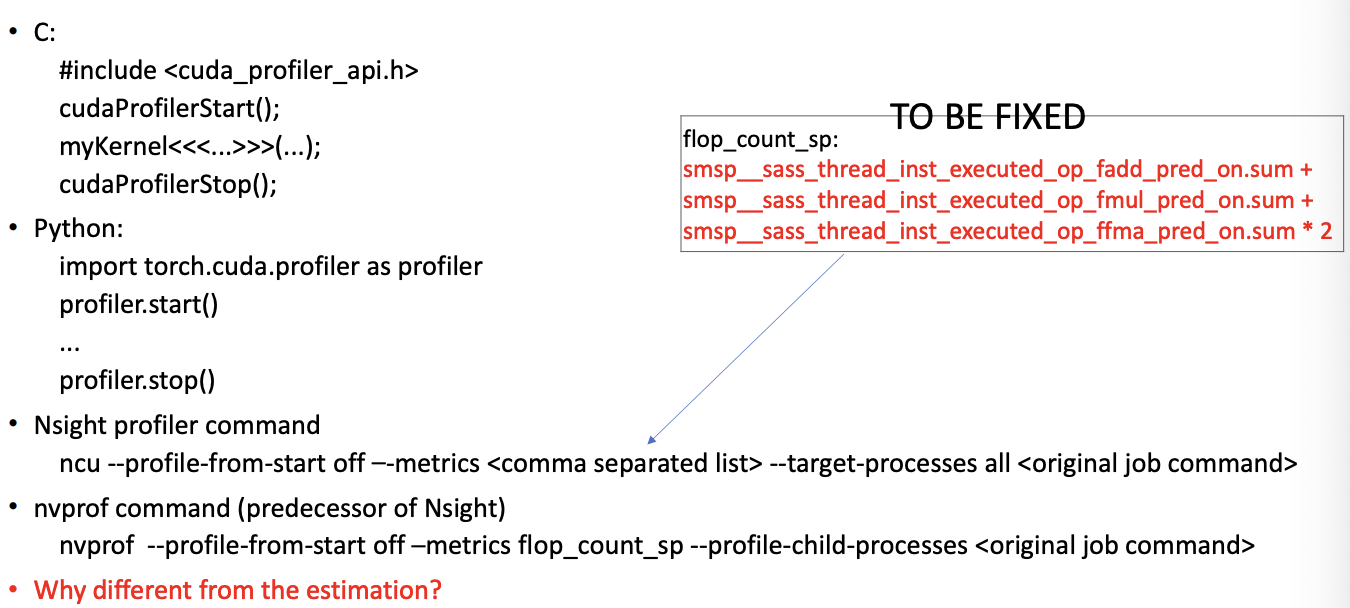 • C:
#include <cuda_profiler_api.h>
cudaProfilerStart();
myKernel<<<...>>>(...);
cudaProfilerStop();
• Python:
import torch.cuda.profiler as profiler
profiler.start()
...
profiler.stop()
TO BE FIXED
flop_count_sp:
smsp__sass_thread_inst_executed_op_fadd_pred_on.sum +
smsp__sass_thread_inst_executed_op_fmul_pred_on.sum +
smsp__sass_thread_inst_executed_op_ffma_pred_on.sum * 2
• Nsight profiler command
ncu --profile-from-start off –-metrics <comma separated list> --target-processes all <original job command>
• nvprof command (predecessor of Nsight)
nvprof --profile-from-start off –metrics flop_count_sp --profile-child-processes <original job command>
• Why different from the estimation?